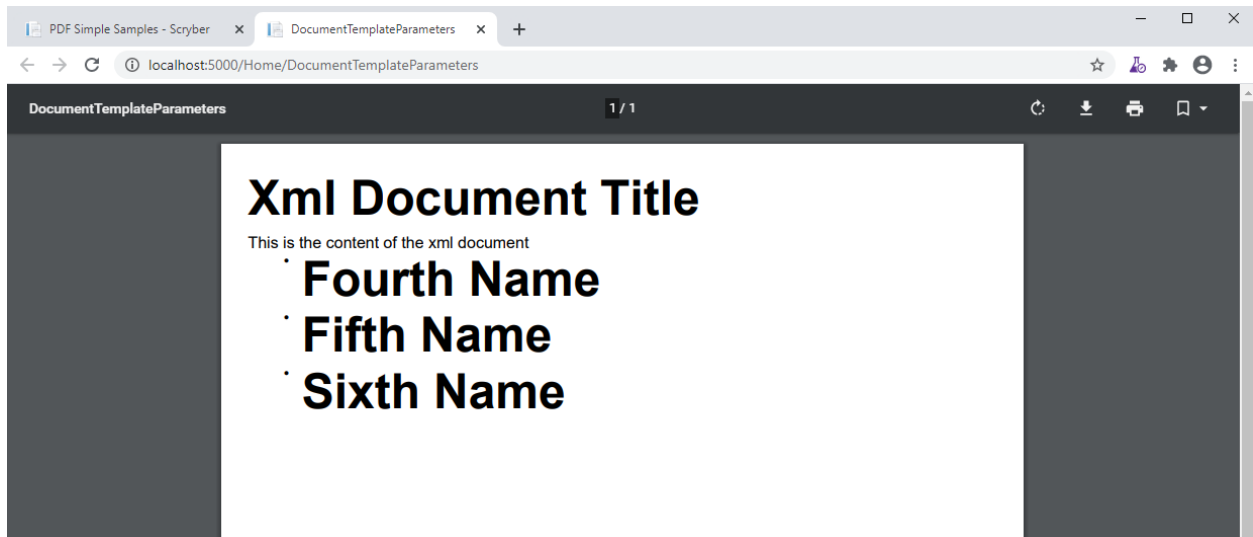 PDF Simple Samples - Scryber
DocumentTemplateParameters
localhost:5000/Home/DocumentTemplateParameters
DocumentTemplateParameters
1 / 1
Xml Document Title
This is the content of the xml document
Fourth Name
Fifth Name
Sixth Name